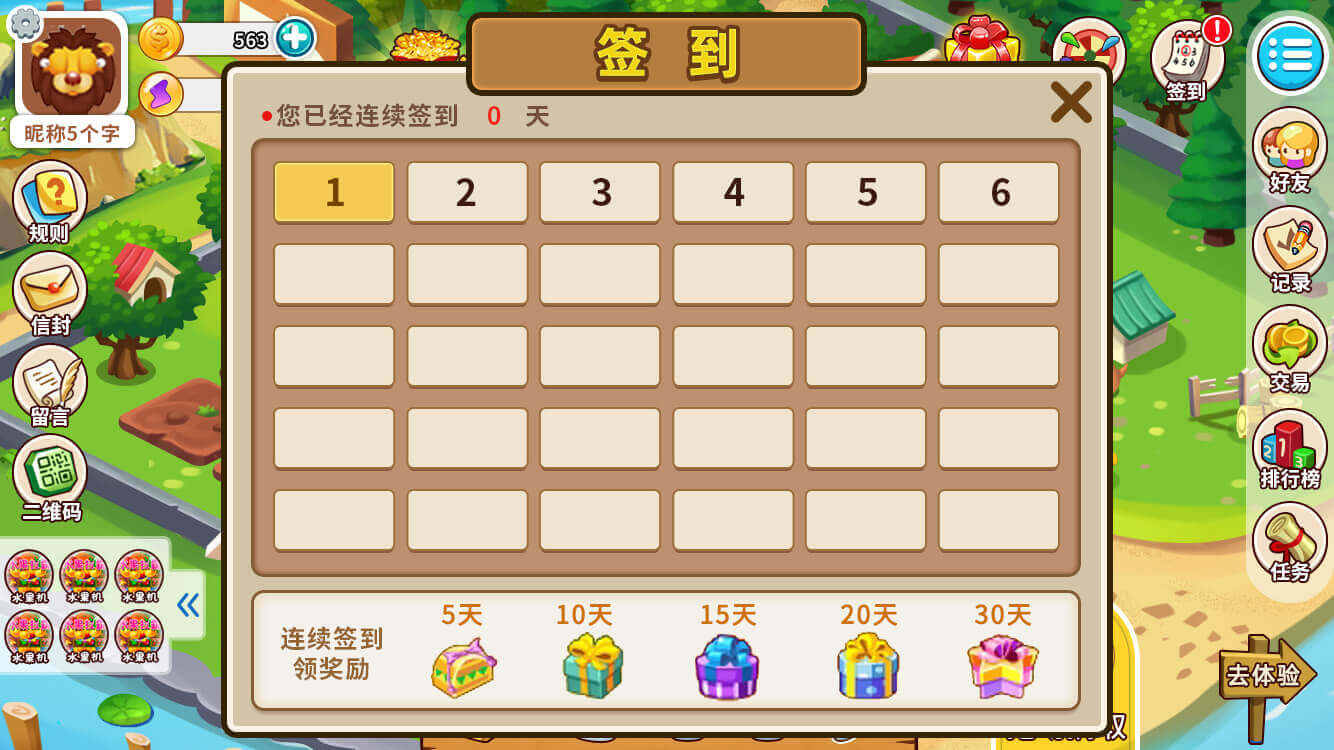 签 到
563
昵称5个字
您已经连续签到 0 天
1 2 3 4 5 6
连续签到
领奖励
5天 10天 15天 20天 30天
规则
信封
留言
二维码
水果机 水果机 水果机
水果机 水果机 水果机
签到
好友
记录
交易
排行榜
任务
去体验